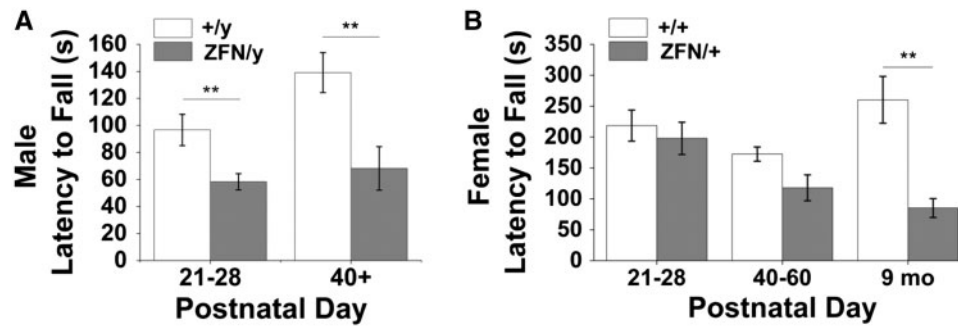 A
Male
Latency to Fall (s)
+/y
ZFN/y
**
**
160
140
120
100
80
60
40
20
0
21-28 40+
Postnatal Day
B
Female
Latency to Fall (s)
+/+
ZFN/+
**
350
300
250
200
150
100
50
0
21-28 40-60 9 mo
Postnatal Day